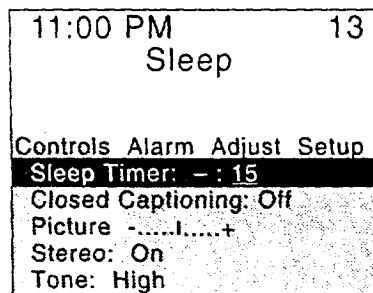 11:00 PM 13
Sleep
Controls Alarm Adjust Setup
Sleep Timer: – : 15
Closed Captioning: Off
Picture -.....I.....+
Stereo: On
Tone: High